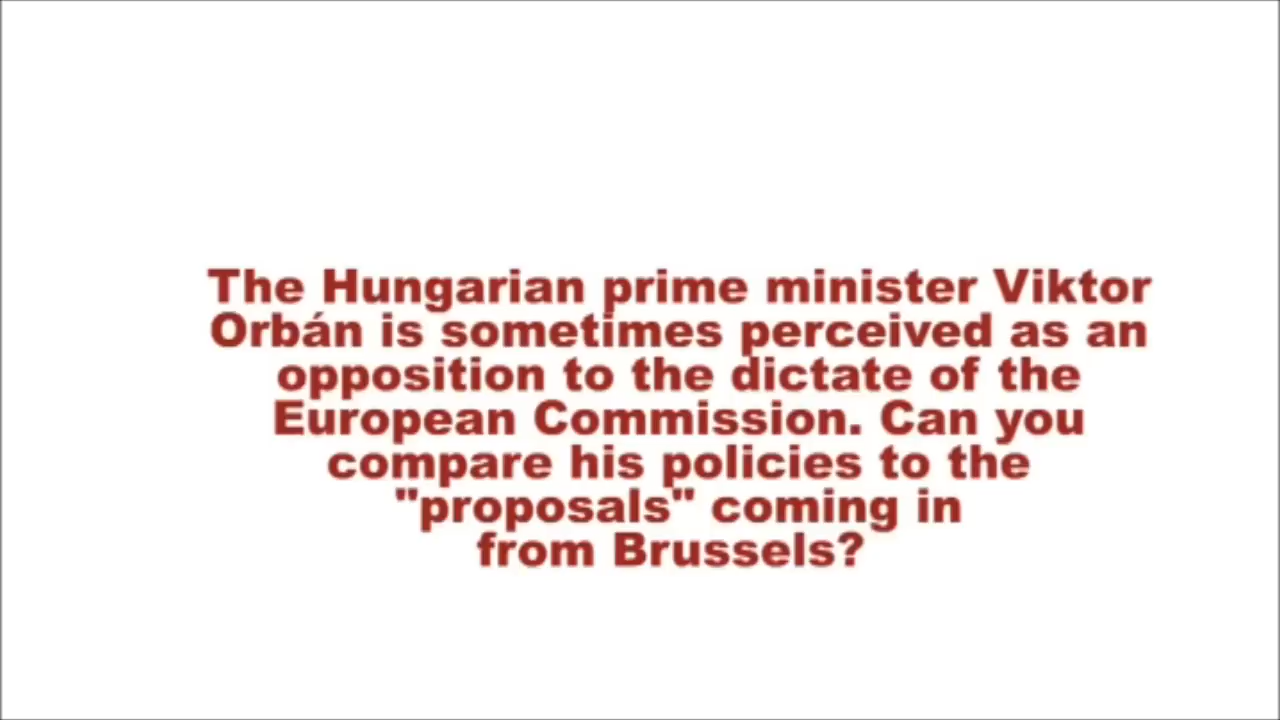 The Hungarian prime minister Viktor
Orbán is sometimes perceived as an
opposition to the dictate of the
European Commission. Can you
compare his policies to the
"proposals" coming in
from Brussels?